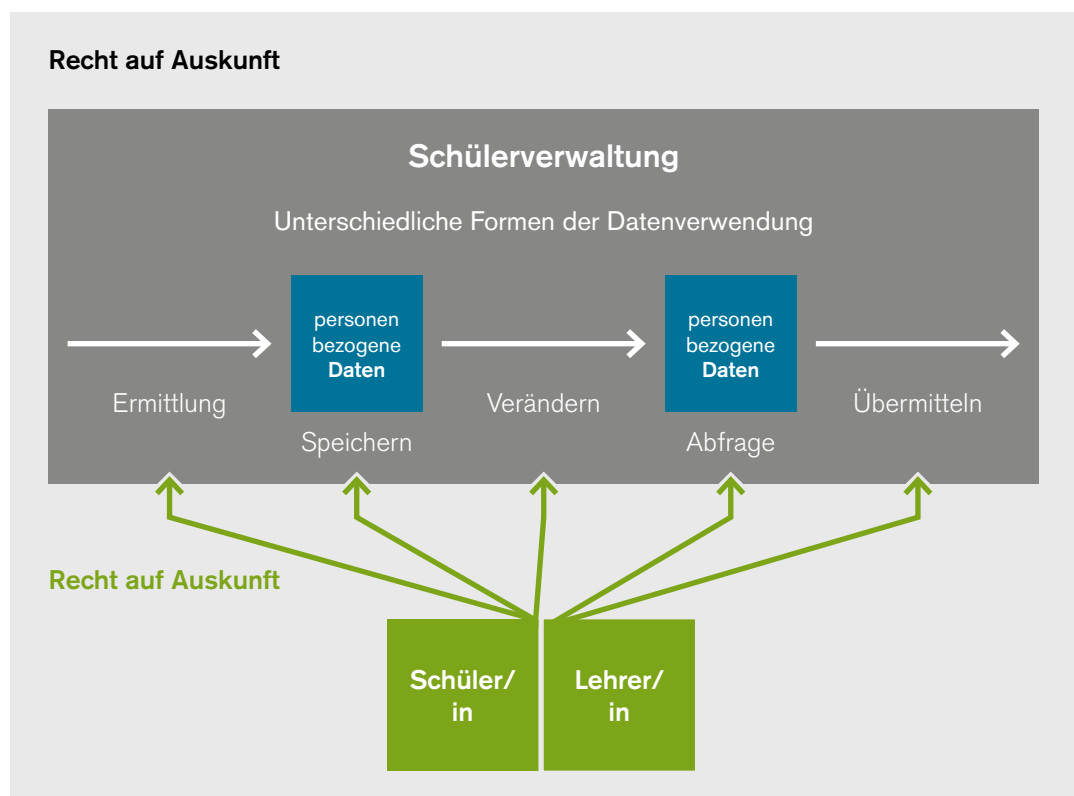 Recht auf Auskunft
Schülerverwaltung
Unterschiedliche Formen der Datenverwendung
personen
bezogene
Daten
personen
bezogene
Daten
Ermittlung
Verändern
Übermitteln
Speichern
Abfrage
Recht auf Auskunft
Schüler/
in
Lehrer/
in